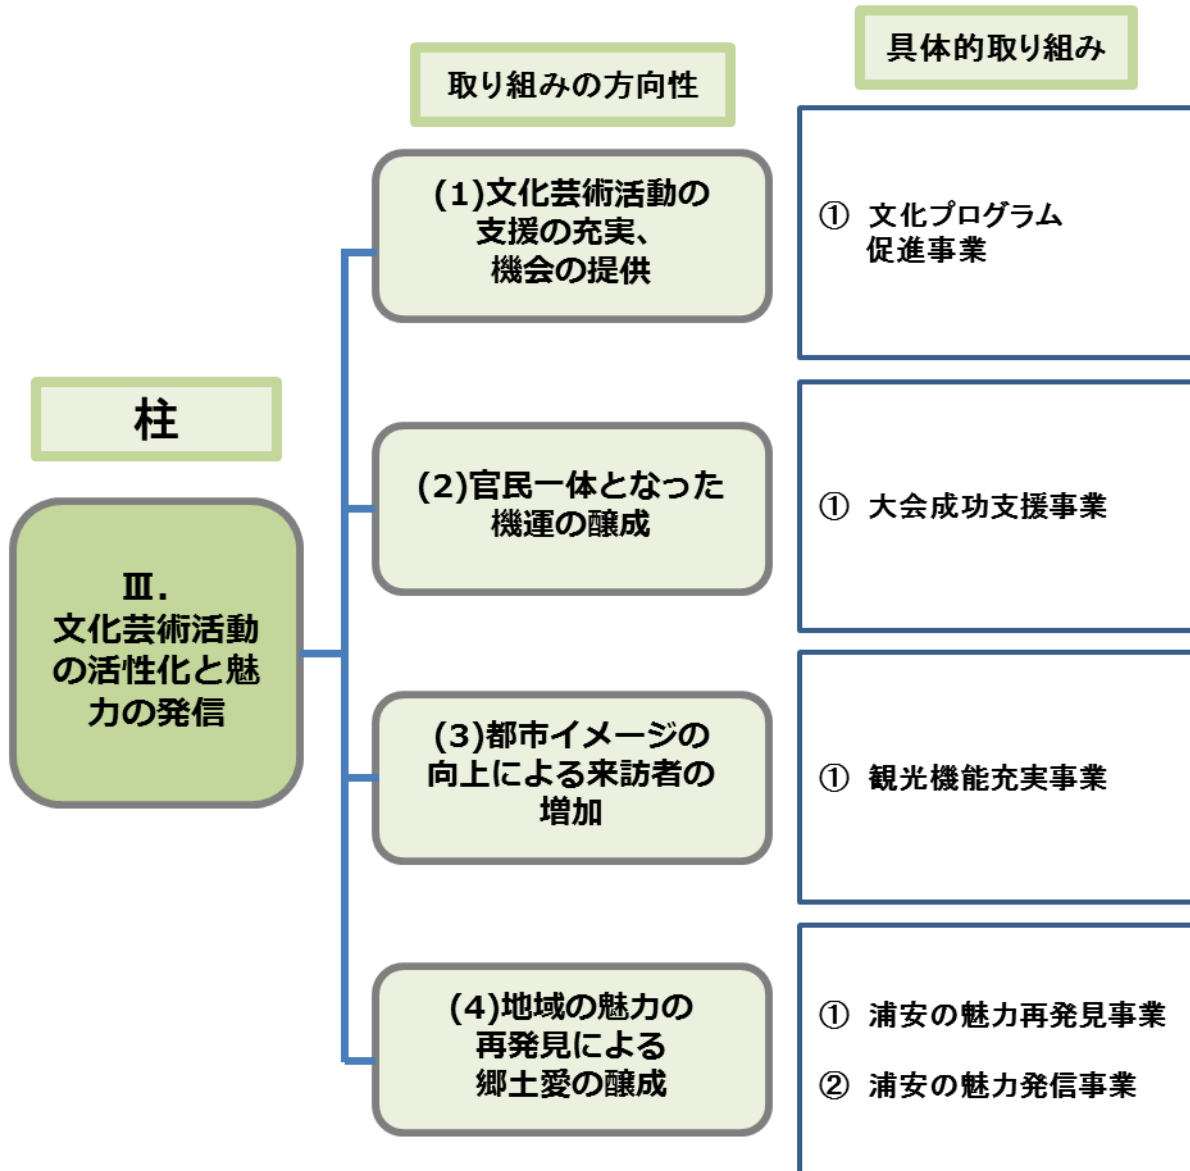 具体的取り組み
取り組みの方向性
(1)文化芸術活動の
支援の充実、
機会の提供
① 文化プログラム
促進事業
柱
Ⅲ.
文化芸術活動
の活性化と魅
力の発信
(2)官民一体となった
機運の醸成
① 大会成功支援事業
(3)都市イメージの
向上による来訪者の
増加
① 観光機能充実事業
(4)地域の魅力の
再発見による
郷土愛の醸成
① 浦安の魅力再発見事業
② 浦安の魅力発信事業